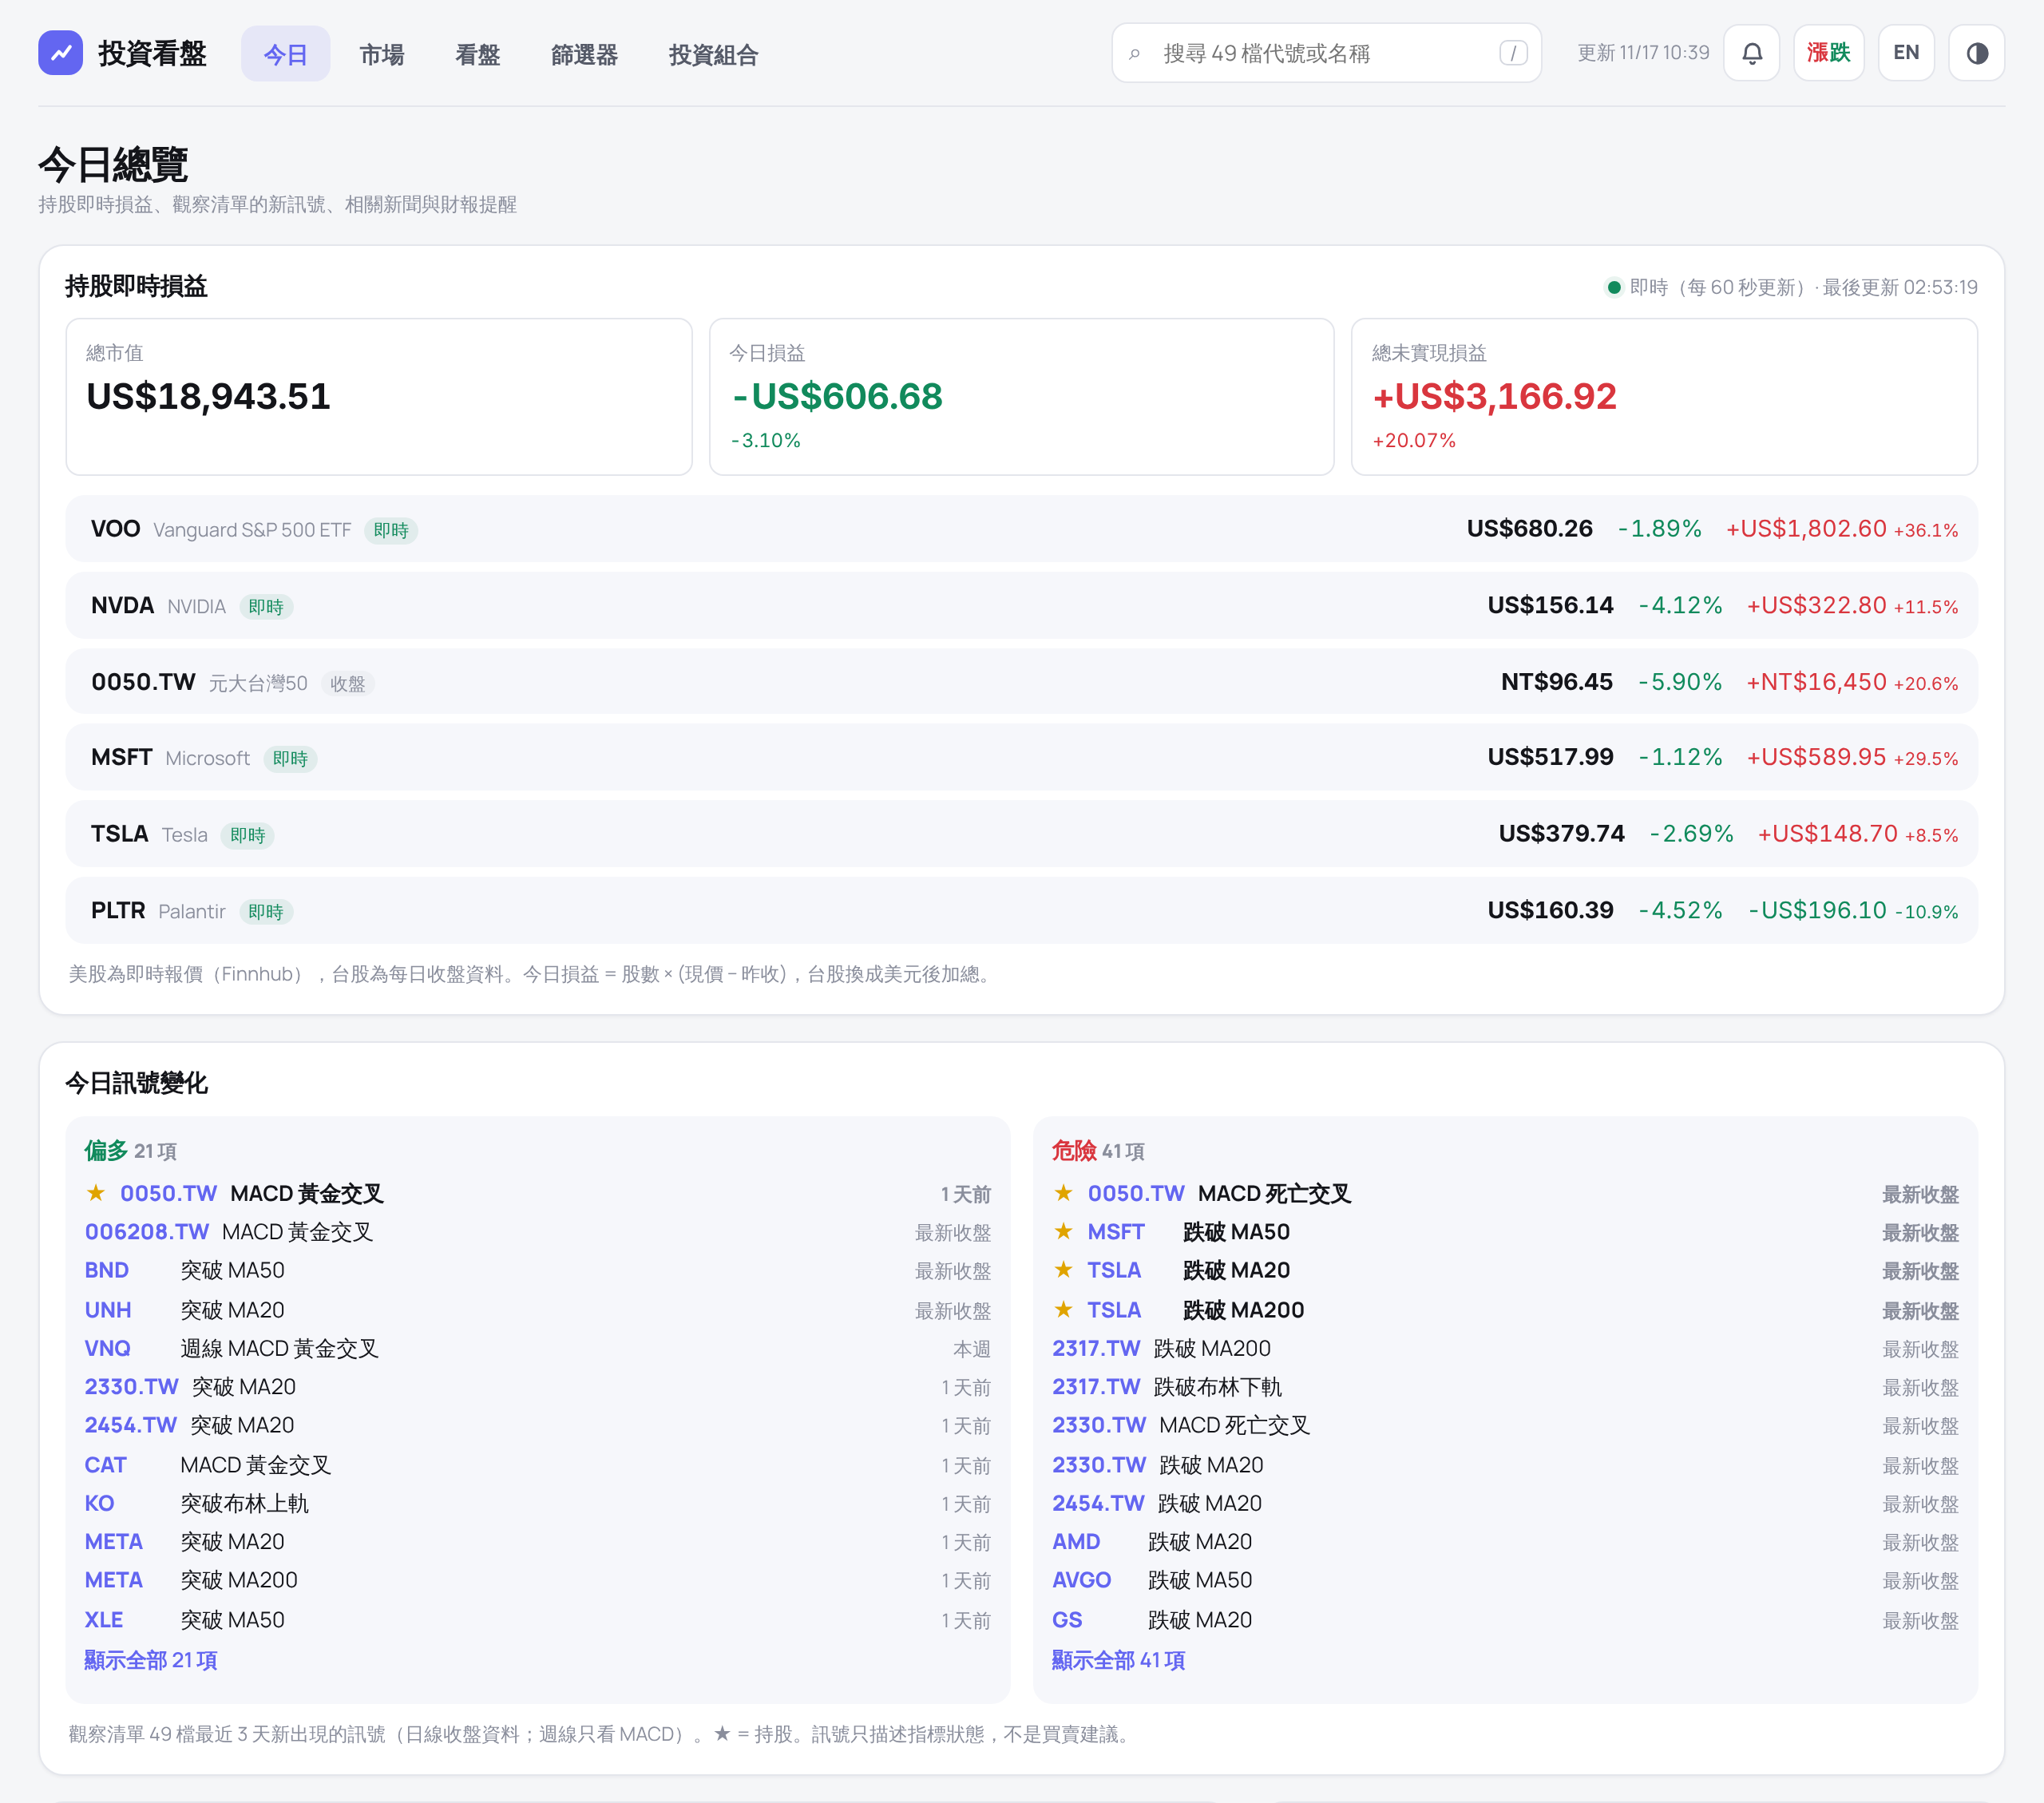 投資看盤 今日 市場 看盤 篩選器 投資組合 搜尋 49 檔代號或名稱 / 更新 11/17 10:39 漲跌 EN
今日總覽
持股即時損益、觀察清單的新訊號、相關新聞與財報提醒
持股即時損益 即時（每 60 秒更新）· 最後更新 02:53:19
總市值
US$18,943.51
今日損益
-US$606.68
-3.10%
總未實現損益
+US$3,166.92
+20.07%
VOO Vanguard S&P 500 ETF 即時 US$680.26 -1.89% +US$1,802.60 +36.1%
NVDA NVIDIA 即時 US$156.14 -4.12% +US$322.80 +11.5%
0050.TW 元大台灣50 收盤 NT$96.45 -5.90% +NT$16,450 +20.6%
MSFT Microsoft 即時 US$517.99 -1.12% +US$589.95 +29.5%
TSLA Tesla 即時 US$379.74 -2.69% +US$148.70 +8.5%
PLTR Palantir 即時 US$160.39 -4.52% -US$196.10 -10.9%
美股為即時報價（Finnhub），台股為每日收盤資料。今日損益 = 股數 × (現價 − 昨收)，台股換成美元後加總。
今日訊號變化
偏多 21 項
★ 0050.TW MACD 黃金交叉 1 天前
006208.TW MACD 黃金交叉 最新收盤
BND 突破 MA50 最新收盤
UNH 突破 MA20 最新收盤
VNQ 週線 MACD 黃金交叉 本週
2330.TW 突破 MA20 1 天前
2454.TW 突破 MA20 1 天前
CAT MACD 黃金交叉 1 天前
KO 突破布林上軌 1 天前
META 突破 MA20 1 天前
META 突破 MA200 1 天前
XLE 突破 MA50 1 天前
顯示全部 21 項
危險 41 項
★ 0050.TW MACD 死亡交叉 最新收盤
★ MSFT 跌破 MA50 最新收盤
★ TSLA 跌破 MA20 最新收盤
★ TSLA 跌破 MA200 最新收盤
2317.TW 跌破 MA200 最新收盤
2317.TW 跌破布林下軌 最新收盤
2330.TW MACD 死亡交叉 最新收盤
2330.TW 跌破 MA20 最新收盤
2454.TW 跌破 MA20 最新收盤
AMD 跌破 MA20 最新收盤
AVGO 跌破 MA50 最新收盤
GS 跌破 MA20 最新收盤
顯示全部 41 項
觀察清單 49 檔最近 3 天新出現的訊號（日線收盤資料；週線只看 MACD）。★ = 持股。訊號只描述指標狀態，不是買賣建議。